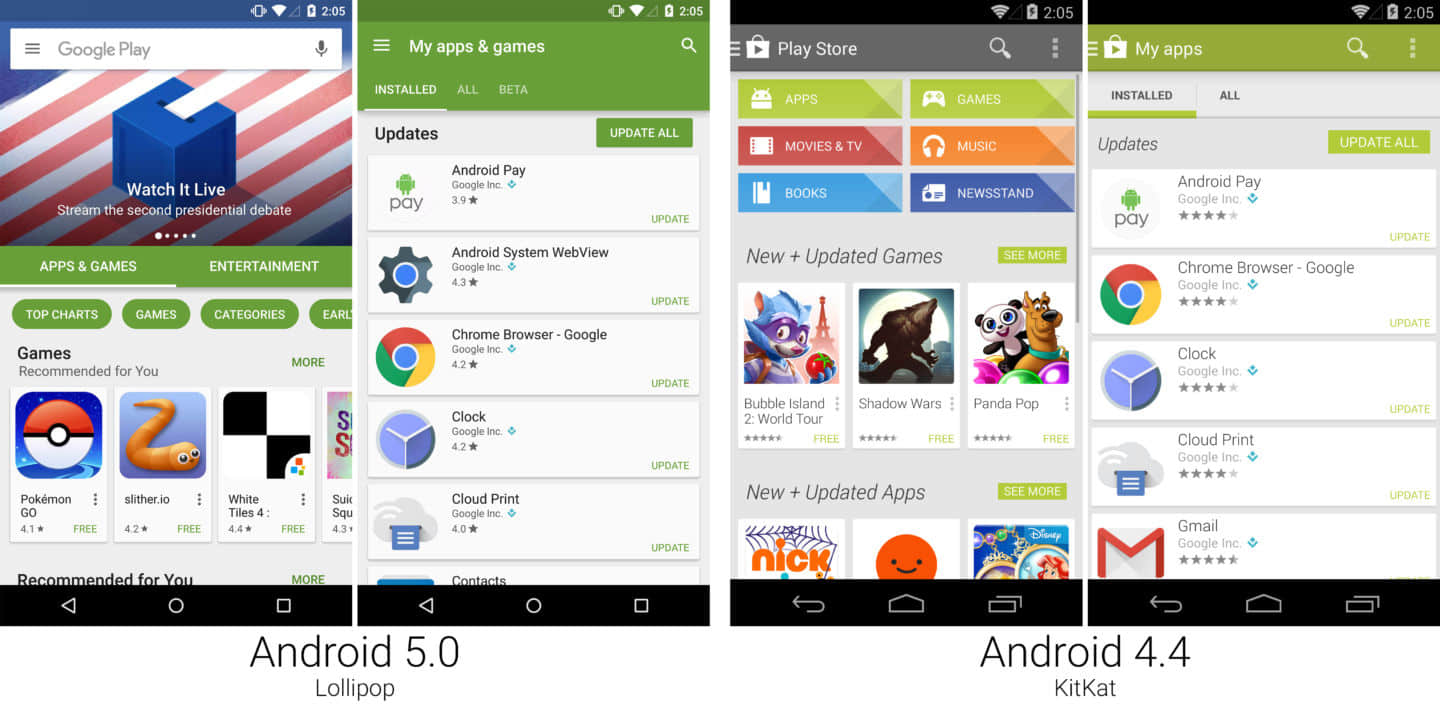 2:05
Google Play
Watch It Live
Stream the second presidential debate
APPS & GAMES ENTERTAINMENT
TOP CHARTS GAMES CATEGORIES EARL
Games
Recommended for You MORE
Pokémon GO
4.1 FREE
slither.io
4.2 FREE
White Tiles 4 :
4.4 FREE
Suic
Squ
4.3
Recommended for You MORE
2:05
My apps & games
INSTALLED ALL BETA
Updates UPDATE ALL
Android Pay
Google Inc.
3.9
UPDATE
Android System WebView
Google Inc.
4.3
UPDATE
Chrome Browser - Google
Google Inc.
4.2
UPDATE
Clock
Google Inc.
4.2
UPDATE
Cloud Print
Google Inc.
4.0
UPDATE
Contacts
Android 5.0
Lollipop
2:05
Play Store
APPS GAMES
MOVIES & TV MUSIC
BOOKS NEWSSTAND
New + Updated Games SEE MORE
Bubble Island
2: World Tour
FREE
Shadow Wars
FREE
Panda Pop
FREE
New + Updated Apps SEE MORE
nick
Disney
2:05
My apps
INSTALLED ALL
Updates UPDATE ALL
Android Pay
pay
Google Inc.
UPDATE
Chrome Browser - Google
Google Inc.
UPDATE
Clock
Google Inc.
UPDATE
Cloud Print
Google Inc.
UPDATE
Gmail
Google Inc.
Android 4.4
KitKat